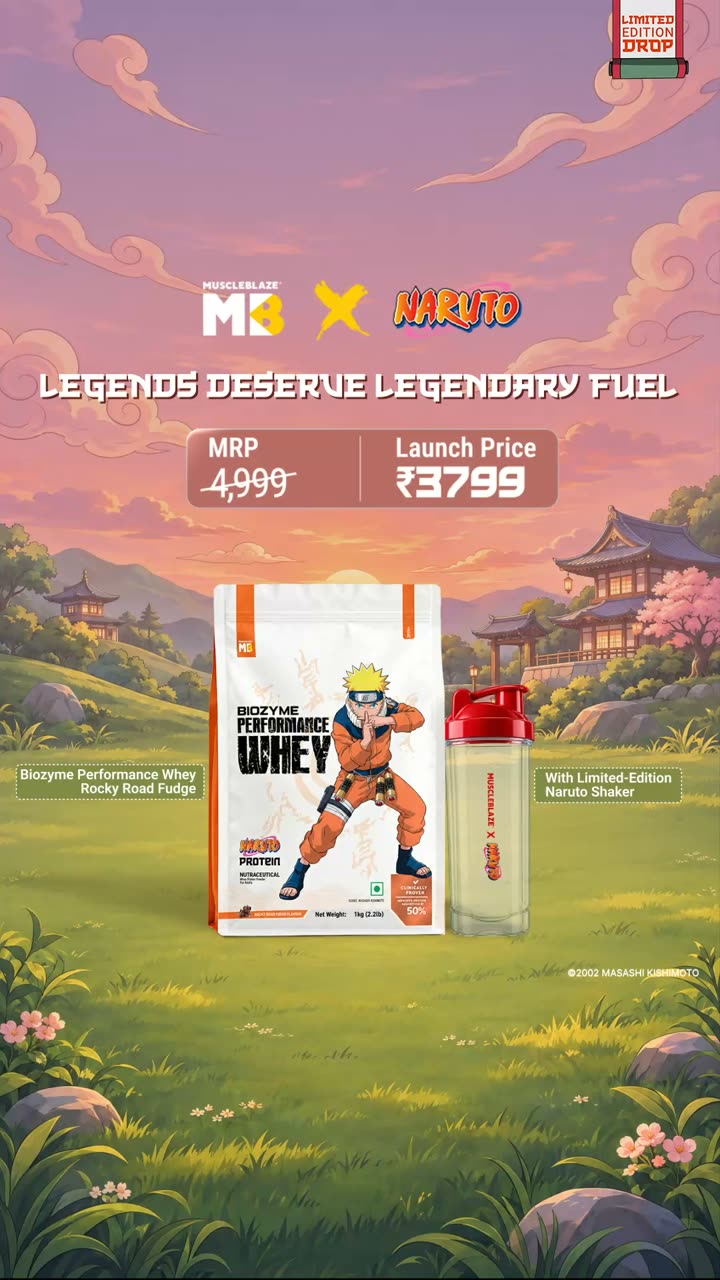 LIMITED
EDITION
DROP
MUSCLEBLAZE
MB X NARUTO
LEGENDS DESERVE LEGENDARY FUEL
MRP
4,999
Launch Price
₹3799
MB
BIOZYME
PERFORMANCE
WHEY
NARUTO
PROTEIN
NUTRACEUTICAL
CLINICALLY
PROVEN
50%
Net Weight: 1kg (2.2lb)
MUSCLEBLAZE X NARUTO
Biozyme Performance Whey
Rocky Road Fudge
With Limited-Edition
Naruto Shaker
©2002 MASASHI KISHIMOTO